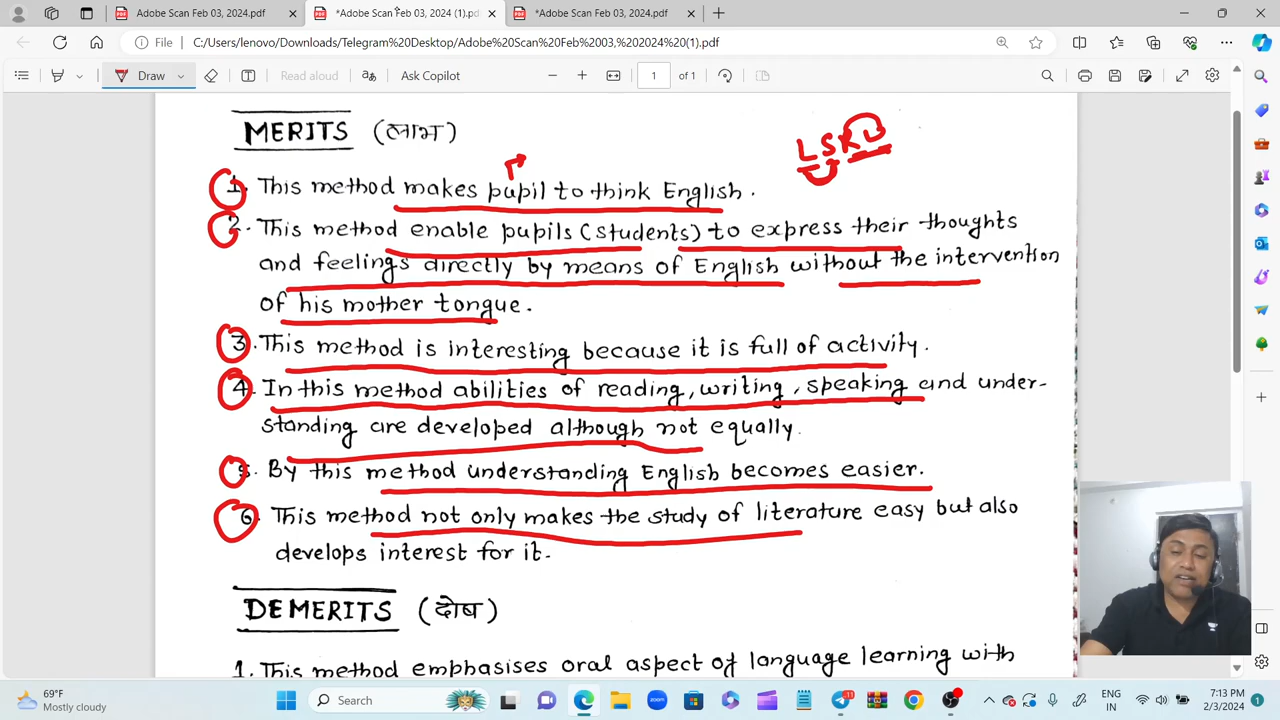 Adobe Scan Feb 03, 2024.pdf
*Adobe Scan Feb 03, 2024 (1).pdf
*Adobe Scan Feb 03, 2024.pdf
File
C:/Users/lenovo/Downloads/Telegram%20Desktop/Adobe%20Scan%20Feb%2003,%202024%20(1).pdf
Draw
Read aloud
Ask Copilot
1
of 1
MERITS (लाभ)
L S R W
1. This method makes pupil to think English.
2. This method enable pupils (students) to express their thoughts
and feelings directly by means of English without the intervention
of his mother tongue.
3. This method is interesting because it is full of activity.
4. In this method abilities of reading, writing, speaking and under-
standing are developed although not equally.
5. By this method understanding English becomes easier.
6. This method not only makes the study of literature easy but also
develops interest for it.
DEMERITS (दोष)
1. This method emphasises oral aspect of language learning with
69°F
Mostly cloudy
Search
11
ENG
IN
7:13 PM
2/3/2024
1